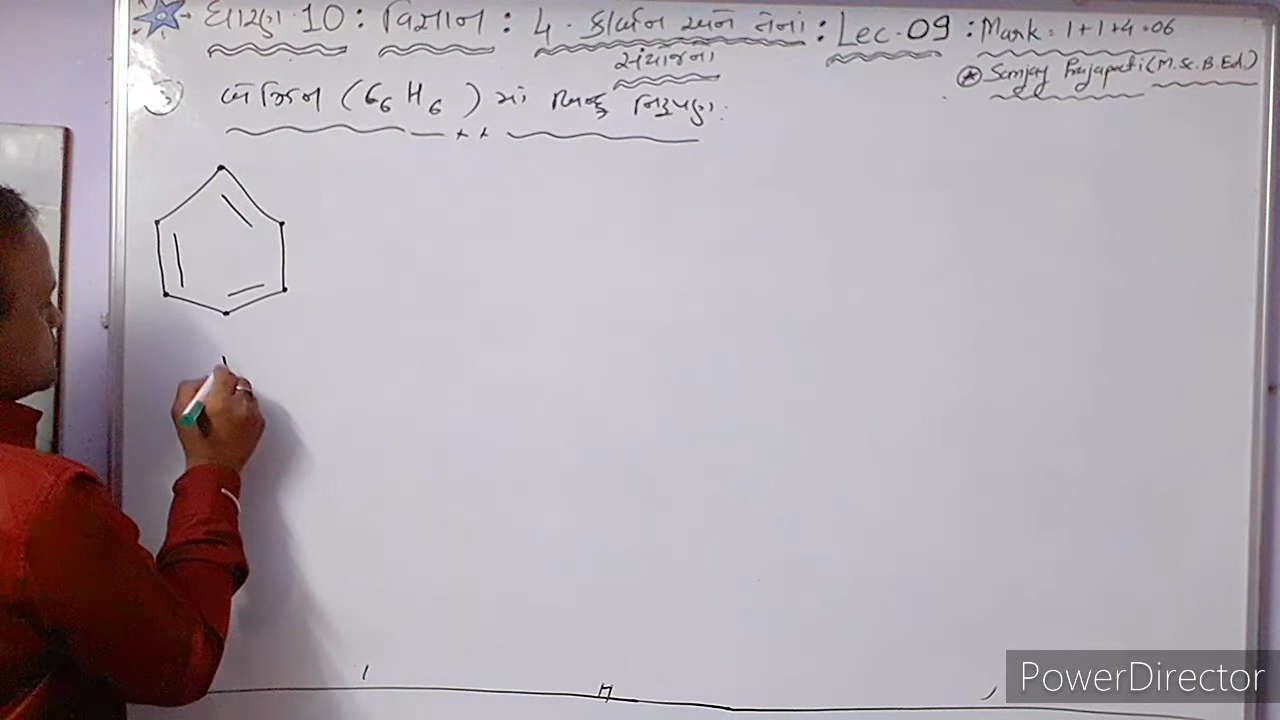 ધોરણ 10 : વિજ્ઞાન : 4. કાર્બન અને તેનાં : Lec. 09 : Mark = 1+1+4=06
સંયોજનો
Sanjay Prajapati (M.Sc. B.Ed.)
બેન્ઝિન (C6H6) માં બિન્દુ નિરૂપણ.
H
PowerDirector